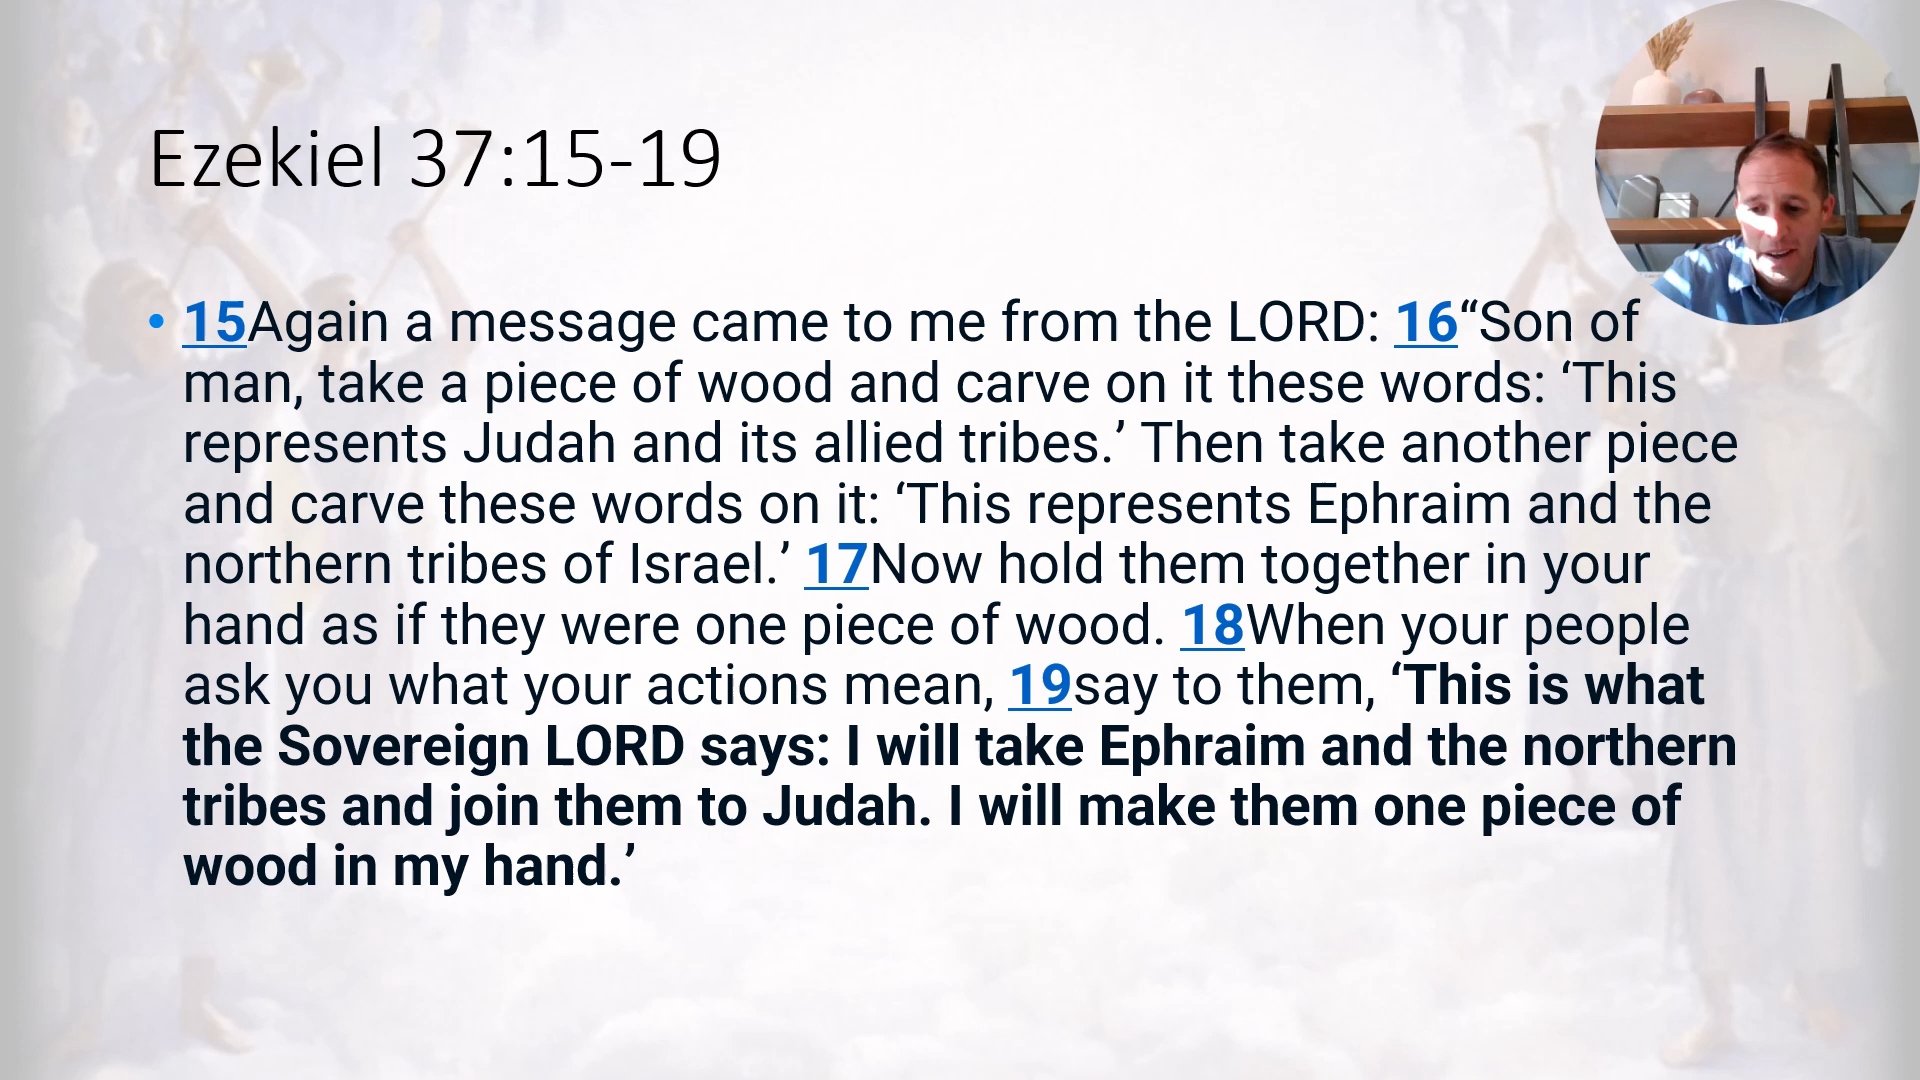 Ezekiel 37:15-19
• 15Again a message came to me from the LORD: 16“Son of
man, take a piece of wood and carve on it these words: ‘This
represents Judah and its allied tribes.’ Then take another piece
and carve these words on it: ‘This represents Ephraim and the
northern tribes of Israel.’ 17Now hold them together in your
hand as if they were one piece of wood. 18When your people
ask you what your actions mean, 19say to them, ‘This is what
the Sovereign LORD says: I will take Ephraim and the northern
tribes and join them to Judah. I will make them one piece of
wood in my hand.’